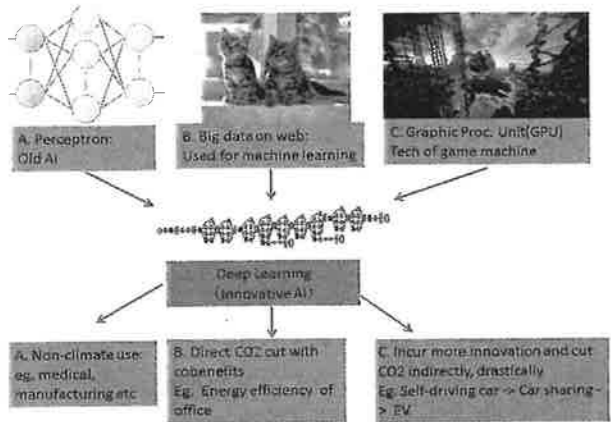 A. Perceptron:
Old AI
B. Big data on web:
Used for machine learning
C. Graphic Proc. Unit(GPU)
Tech of game machine
Deep Learning
(Innovative AI)
A. Non-climate use:
eg. medical,
manufacturing etc
B. Direct CO2 cut with
cobenefits
Eg. Energy efficiency of
office
C. Incur more innovation and cut
CO2 indirectly, drastically
Eg. Self-driving car -> Car sharing -
> EV